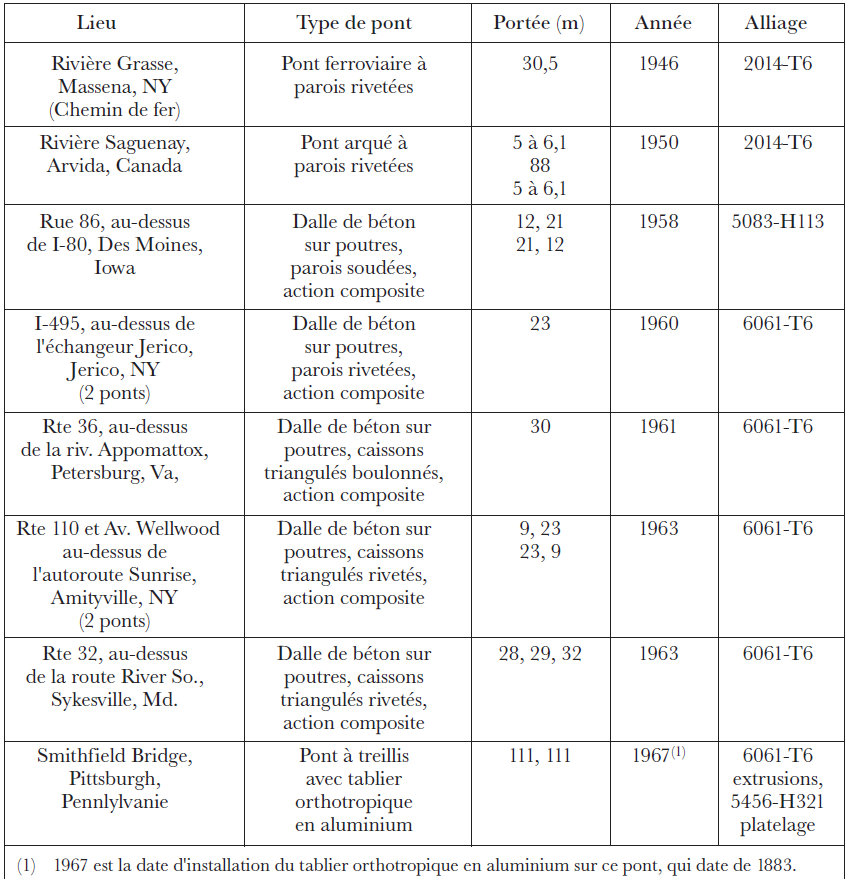 Lieu Type de pont Portée (m) Année Alliage
Rivière Grasse, Pont ferroviaire à 30,5 1946 2014-T6
Massena, NY parois rivetées
(Chemin de fer)
Rivière Saguenay, Pont arqué à 5 à 6,1 1950 2014-T6
Arvida, Canada parois rivetées 88
5 à 6,1
Rue 86, au-dessus Dalle de béton 12, 21 1958 5083-H113
de I-80, Des Moines, sur poutres, 21, 12
Iowa parois soudées,
action composite
I-495, au-dessus de Dalle de béton 23 1960 6061-T6
l'échangeur Jerico, sur poutres,
Jerico, NY parois rivetées,
(2 ponts) action composite
Rte 36, au-dessus Dalle de béton sur 30 1961 6061-T6
de la riv. Appomattox, poutres, caissons
Petersburg, Va, triangulés boulonnés,
action composite
Rte 110 et Av. Wellwood Dalle de béton sur 9, 23 1963 6061-T6
au-dessus de poutres, caissons 23, 9
l'autoroute Sunrise, triangulés rivetés,
Amityville, NY action composite
(2 ponts)
Rte 32, au-dessus Dalle de béton sur 28, 29, 32 1963 6061-T6
de la route River So., poutres, caissons
Sykesville, Md. triangulés rivetés,
action composite
Smithfield Bridge, Pont à treillis 111, 111 1967(1) 6061-T6
Pittsburgh, avec tablier extrusions,
Pennlylvanie orthotropique 5456-H321
en aluminium platelage
(1) 1967 est la date d'installation du tablier orthotropique en aluminium sur ce pont, qui date de 1883.